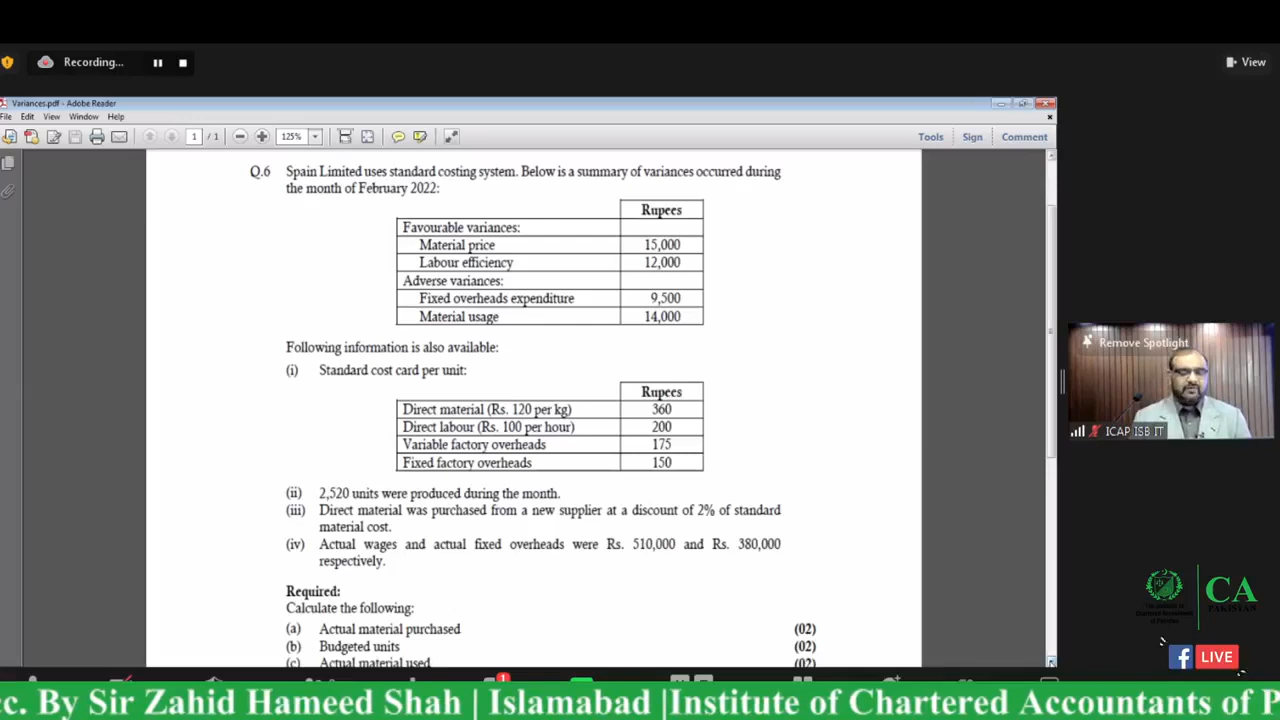 Recording...
View
Variances.pdf - Adobe Reader
File Edit View Window Help
1 / 1 125% Tools Sign Comment
Q.6 Spain Limited uses standard costing system. Below is a summary of variances occurred during
the month of February 2022:
Rupees
Favourable variances:
Material price 15,000
Labour efficiency 12,000
Adverse variances:
Fixed overheads expenditure 9,500
Material usage 14,000
Following information is also available:
(i) Standard cost card per unit:
Rupees
Direct material (Rs. 120 per kg) 360
Direct labour (Rs. 100 per hour) 200
Variable factory overheads 175
Fixed factory overheads 150
(ii) 2,520 units were produced during the month.
(iii) Direct material was purchased from a new supplier at a discount of 2% of standard
material cost.
(iv) Actual wages and actual fixed overheads were Rs. 510,000 and Rs. 380,000
respectively.
Required:
Calculate the following:
(a) Actual material purchased (02)
(b) Budgeted units (02)
(c) Actual material used (02)
Remove Spotlight
ICAP ISB IT
CA
PAKISTAN
LIVE
1
cc. By Sir Zahid Hameed Shah | Islamabad |Institute of Chartered Accountants of P